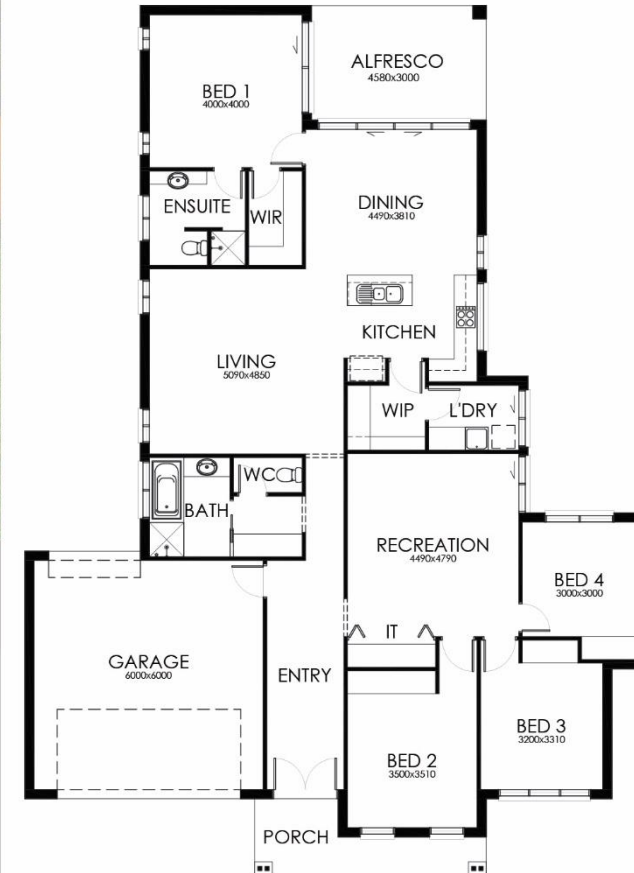 ALFRESCO
4580x3000
BED 1
4000x4000
DINING
4490x3810
ENSUITE
WIR
KITCHEN
LIVING
5090x4850
WIP
L'DRY
WC
BATH
RECREATION
4490x4790
BED 4
3000x3000
IT
GARAGE
6000x6000
ENTRY
BED 3
3200x3310
BED 2
3500x3510
PORCH